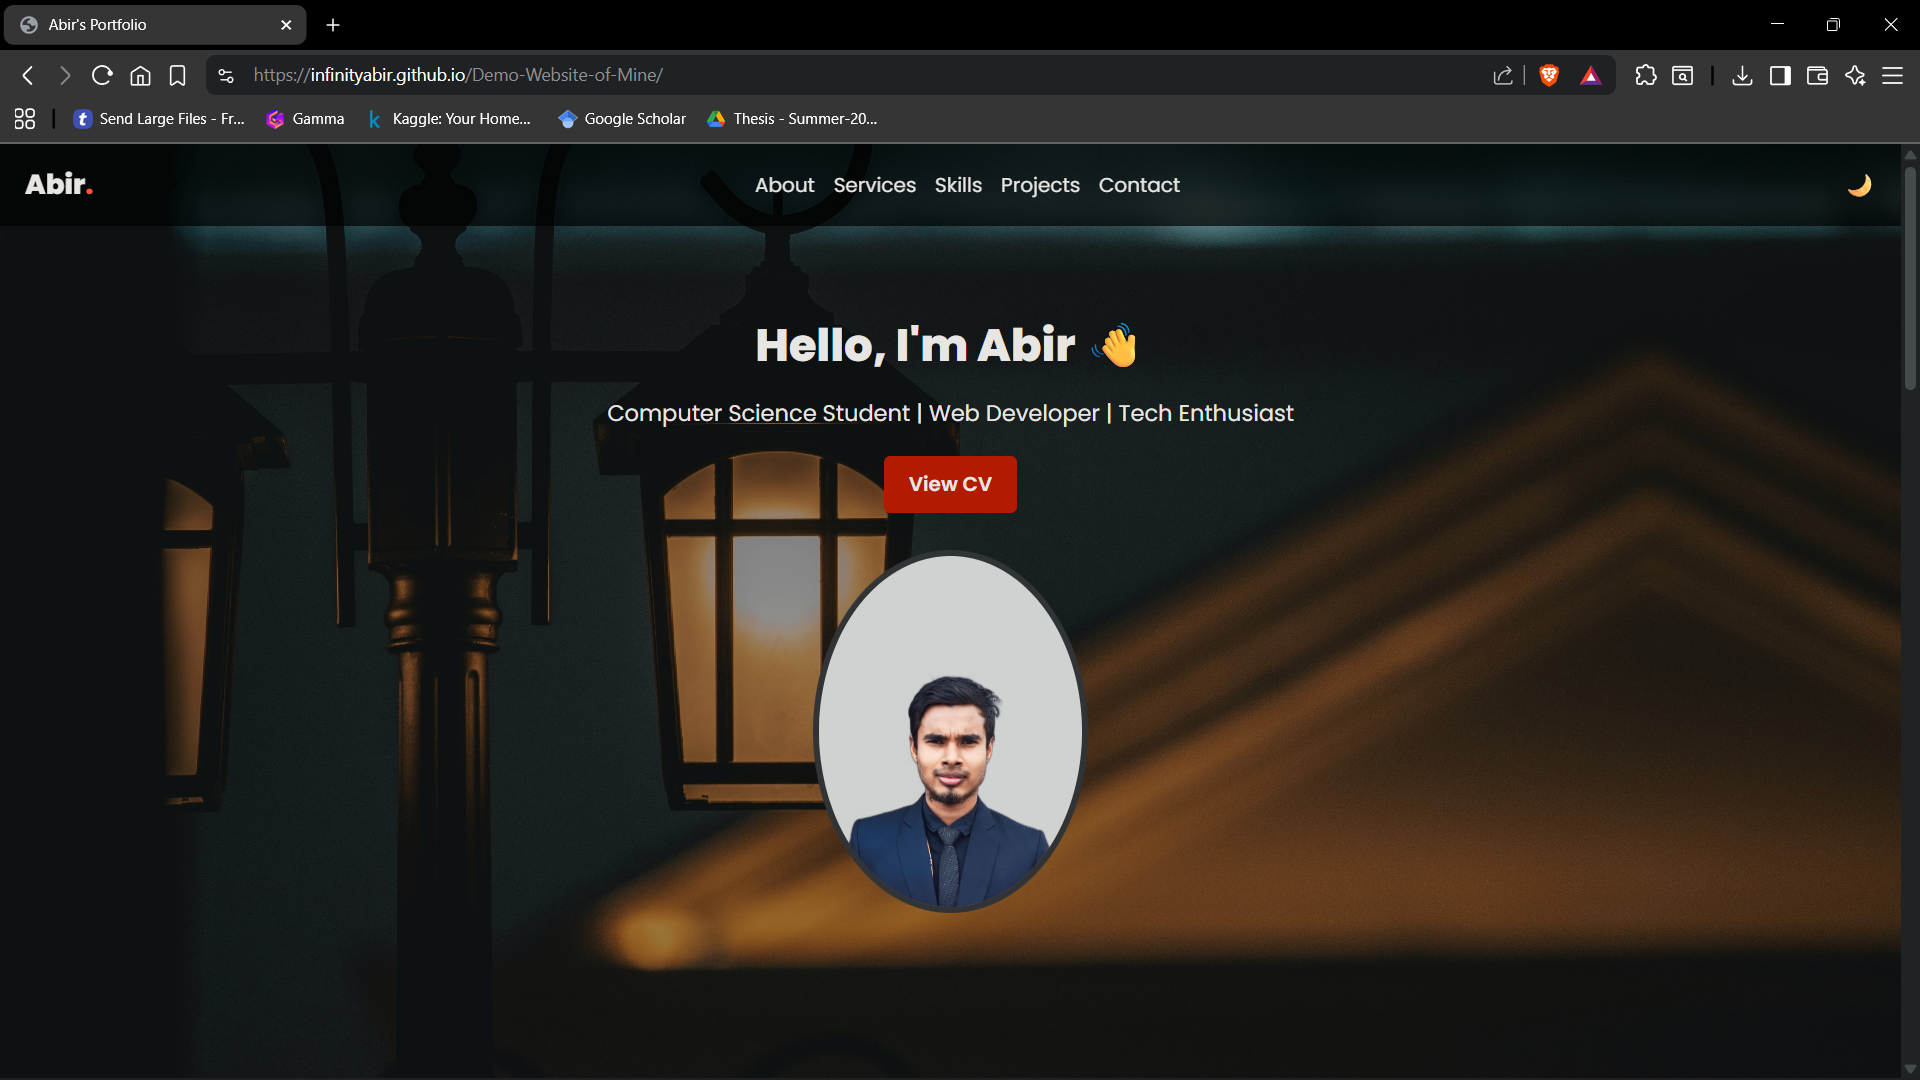 Abir's Portfolio
https://infinityabir.github.io/Demo-Website-of-Mine/
Send Large Files - Fr... Gamma Kaggle: Your Home... Google Scholar Thesis - Summer-20...
Abir.
About Services Skills Projects Contact
Hello, I'm Abir 👋
Computer Science Student | Web Developer | Tech Enthusiast
View CV